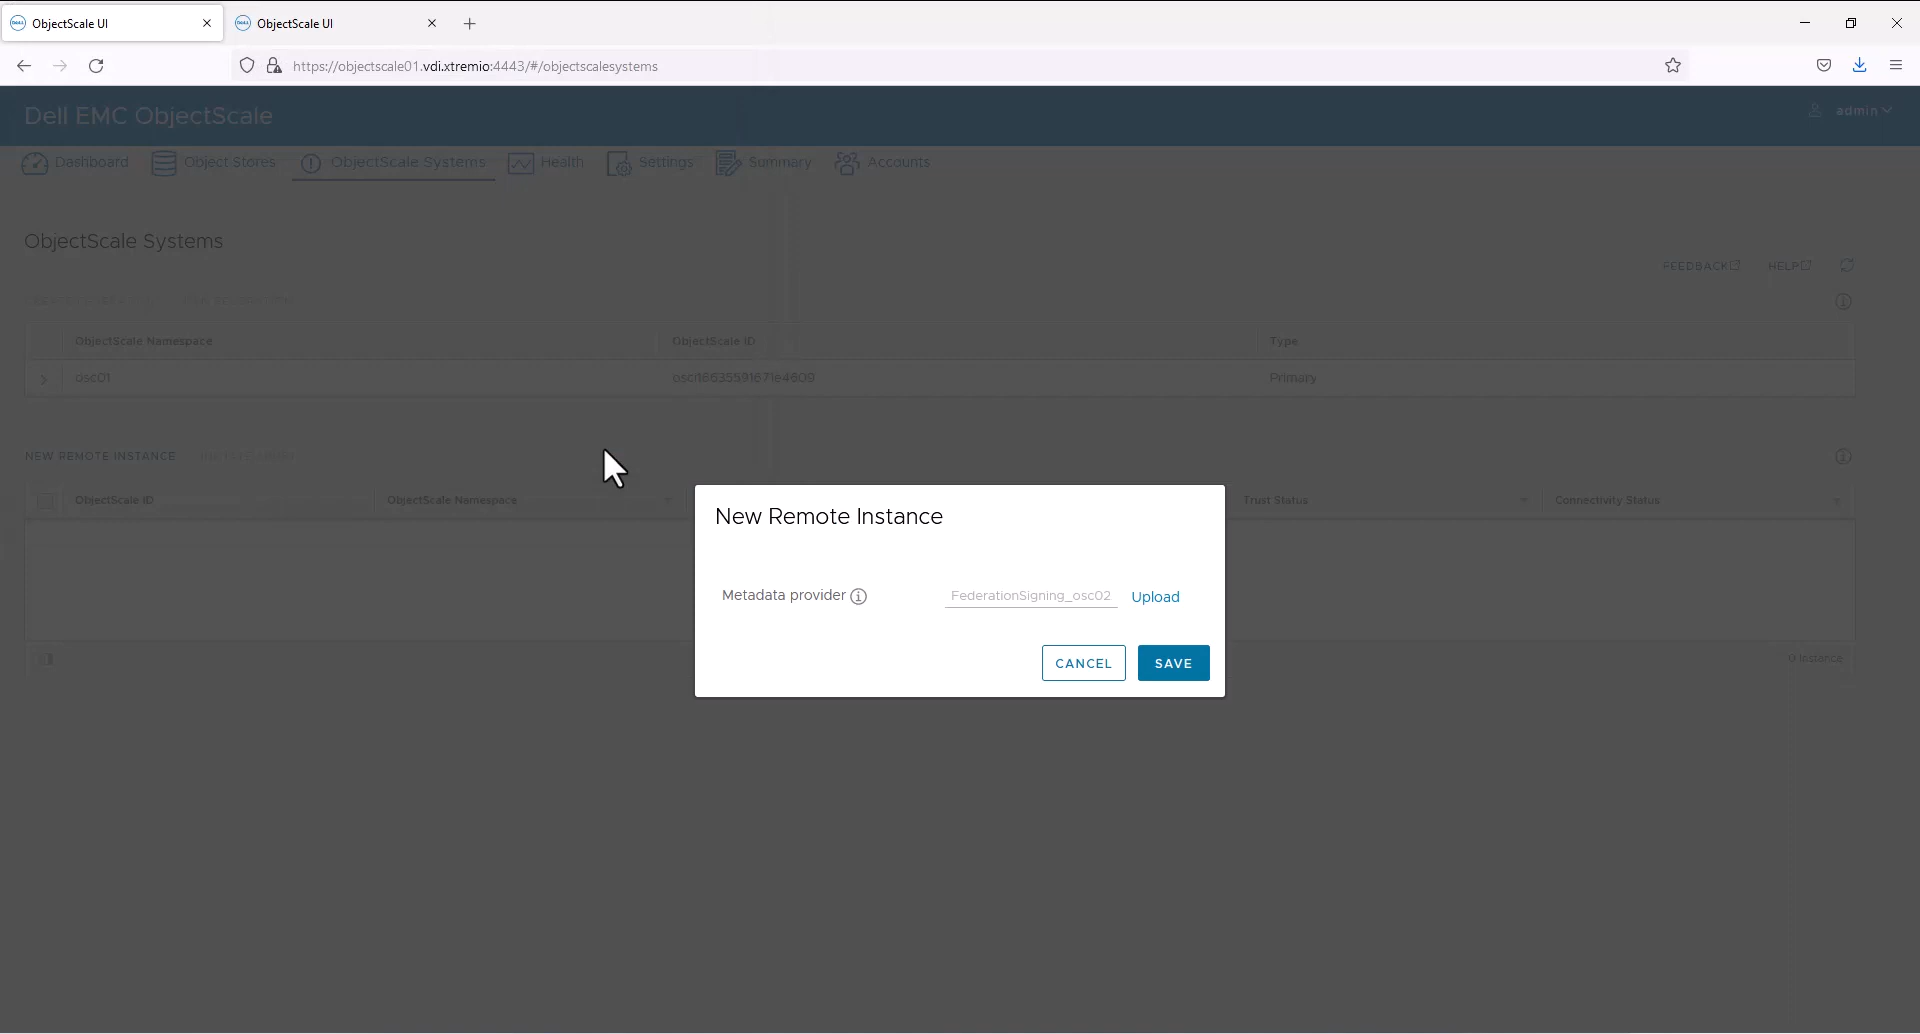 ObjectScale UI
ObjectScale UI
https://objectscale01.vdi.xtremio:4443/#/objectscalesystems
Dell EMC ObjectScale
admin
Dashboard
Object Stores
ObjectScale Systems
Health
Settings
Summary
Accounts
ObjectScale Systems
FEEDBACK
HELP
ObjectScale Namespace
ObjectScale ID
Type
osc01
Primary
NEW REMOTE INSTANCE
ObjectScale ID
ObjectScale Namespace
Trust Status
Connectivity Status
New Remote Instance
Metadata provider
FederationSigning_osc02
Upload
CANCEL
SAVE
0 Instance